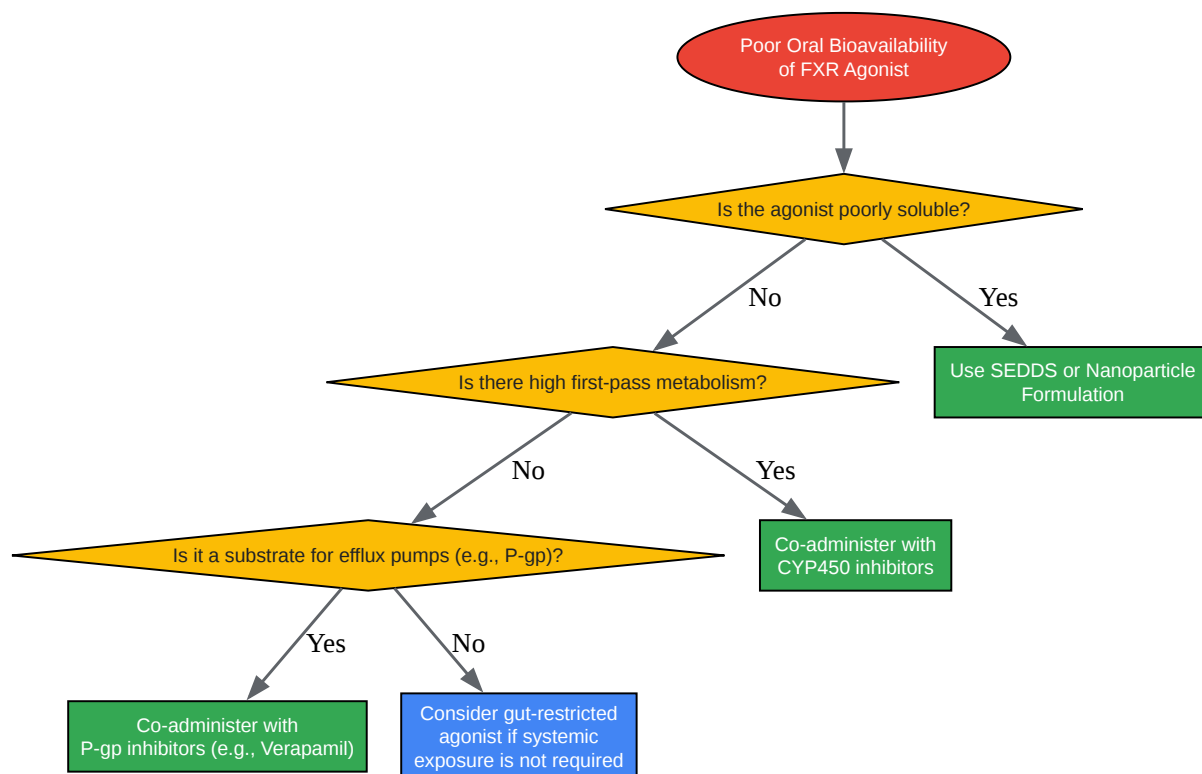 Poor Oral Bioavailability
of FXR Agonist
Is the agonist poorly soluble?
No
Yes
Is there high first-pass metabolism?
Use SEDDS or Nanoparticle
Formulation
No
Yes
Is it a substrate for efflux pumps (e.g., P-gp)?
Co-administer with
CYP450 inhibitors
Yes
No
Co-administer with
P-gp inhibitors (e.g., Verapamil)
Consider gut-restricted
agonist if systemic
exposure is not required